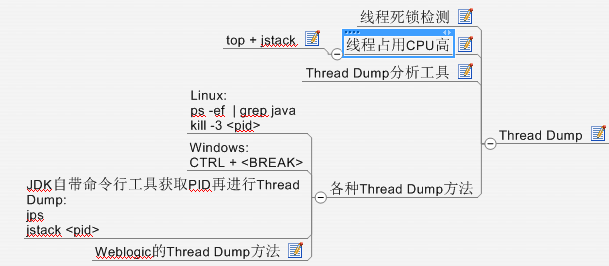 线程死锁检测
top + jstack
线程占用CPU高
Thread Dump分析工具
Linux:
ps -ef | grep java
kill -3 <pid>
Windows:
CTRL + <BREAK>
JDK自带命令行工具获取PID再进行Thread
Dump:
jps
jstack <pid>
Weblogic的Thread Dump方法
各种Thread Dump方法
Thread Dump